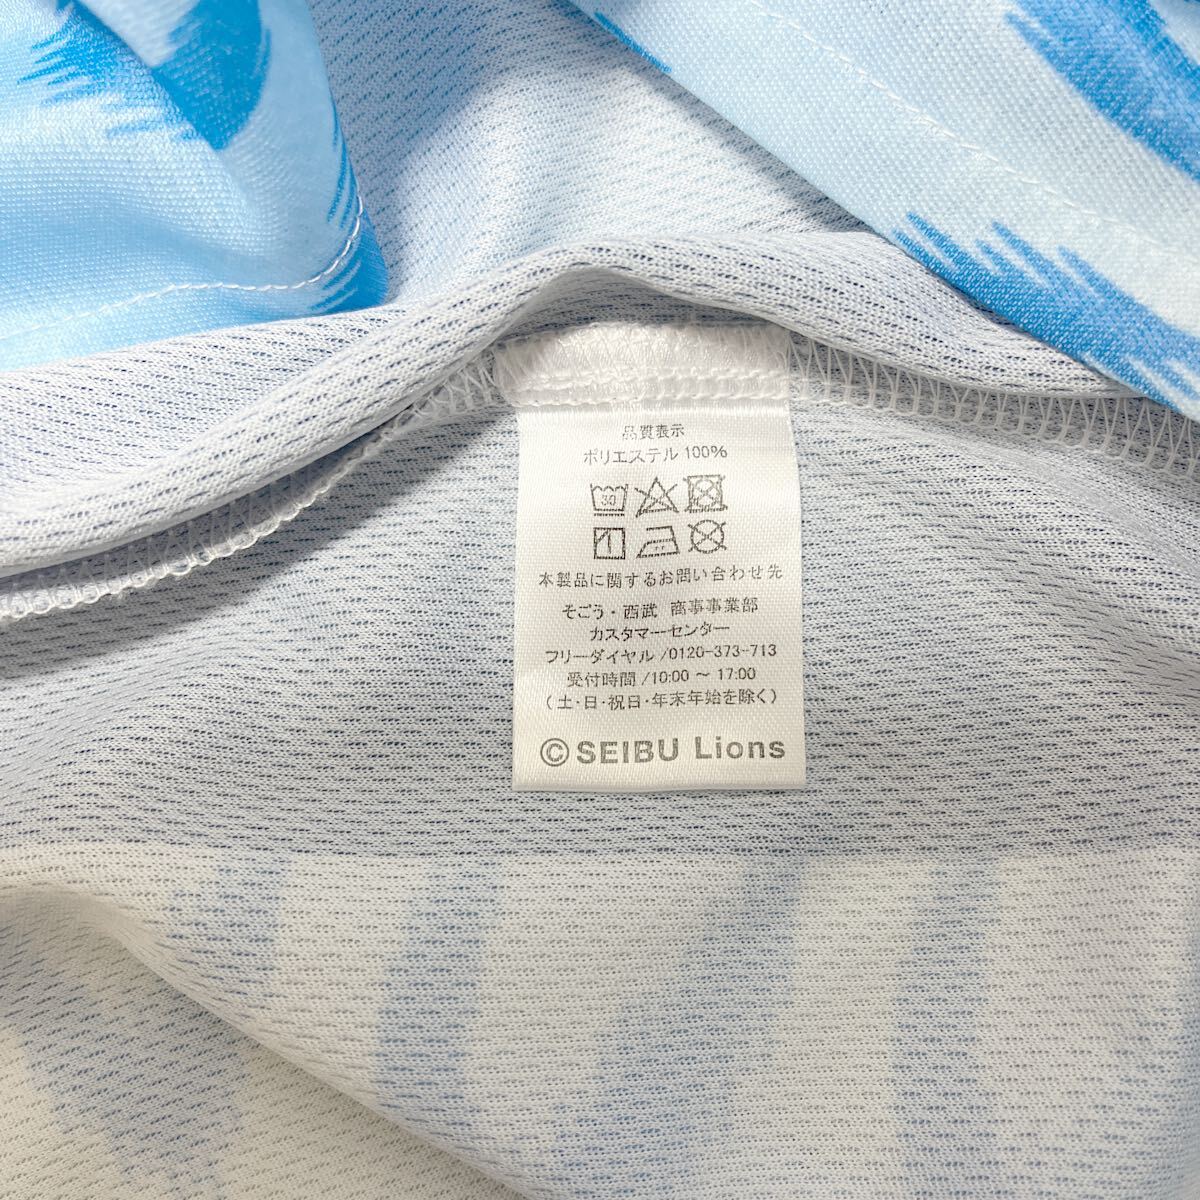 品質表示
ポリエステル 100%
30
本製品に関するお問い合わせ先
そごう・西武 商事事業部
カスタマーセンター
フリーダイヤル /0120-373-713
受付時間 /10:00 ～ 17:00
( 土・日・祝日・年末年始を除く )
© SEIBU Lions